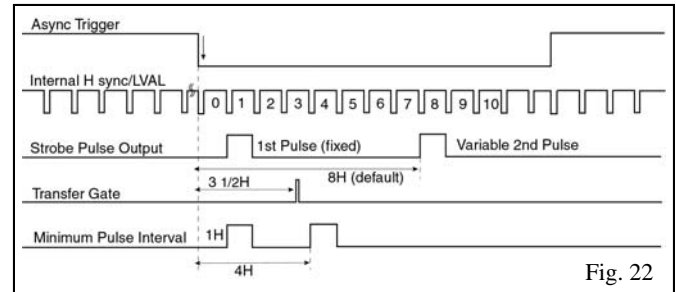 Async Trigger
Internal H sync/LVAL
0 1 2 3 4 5 6 7 8 9 10
Strobe Pulse Output 1st Pulse (fixed) Variable 2nd Pulse
3 1/2H 8H (default)
Transfer Gate
Minimum Pulse Interval 1H
4H
Fig. 22